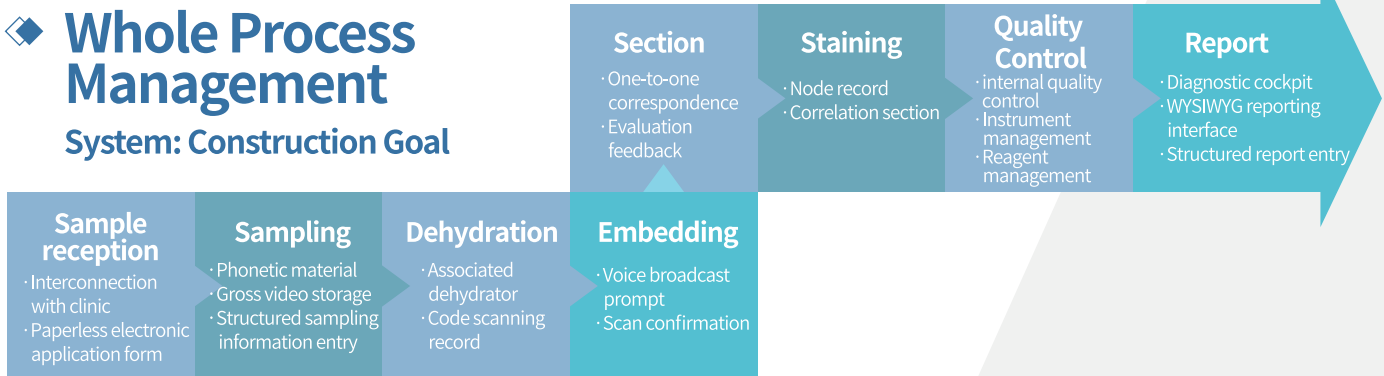 Whole Process
Management
System: Construction Goal
Sample
reception
· Interconnection
with clinic
· Paperless electronic
application form
Sampling
· Phonetic material
· Gross video storage
· Structured sampling
information entry
Dehydration
· Associated
dehydrator
· Code scanning
record
Embedding
· Voice broadcast
prompt
· Scan confirmation
Section
· One-to-one
correspondence
· Evaluation
feedback
Staining
· Node record
· Correlation section
Quality
Control
· internal quality
control
· Instrument
management
· Reagent
management
Report
· Diagnostic cockpit
· WYSIWYG reporting
interface
· Structured report entry